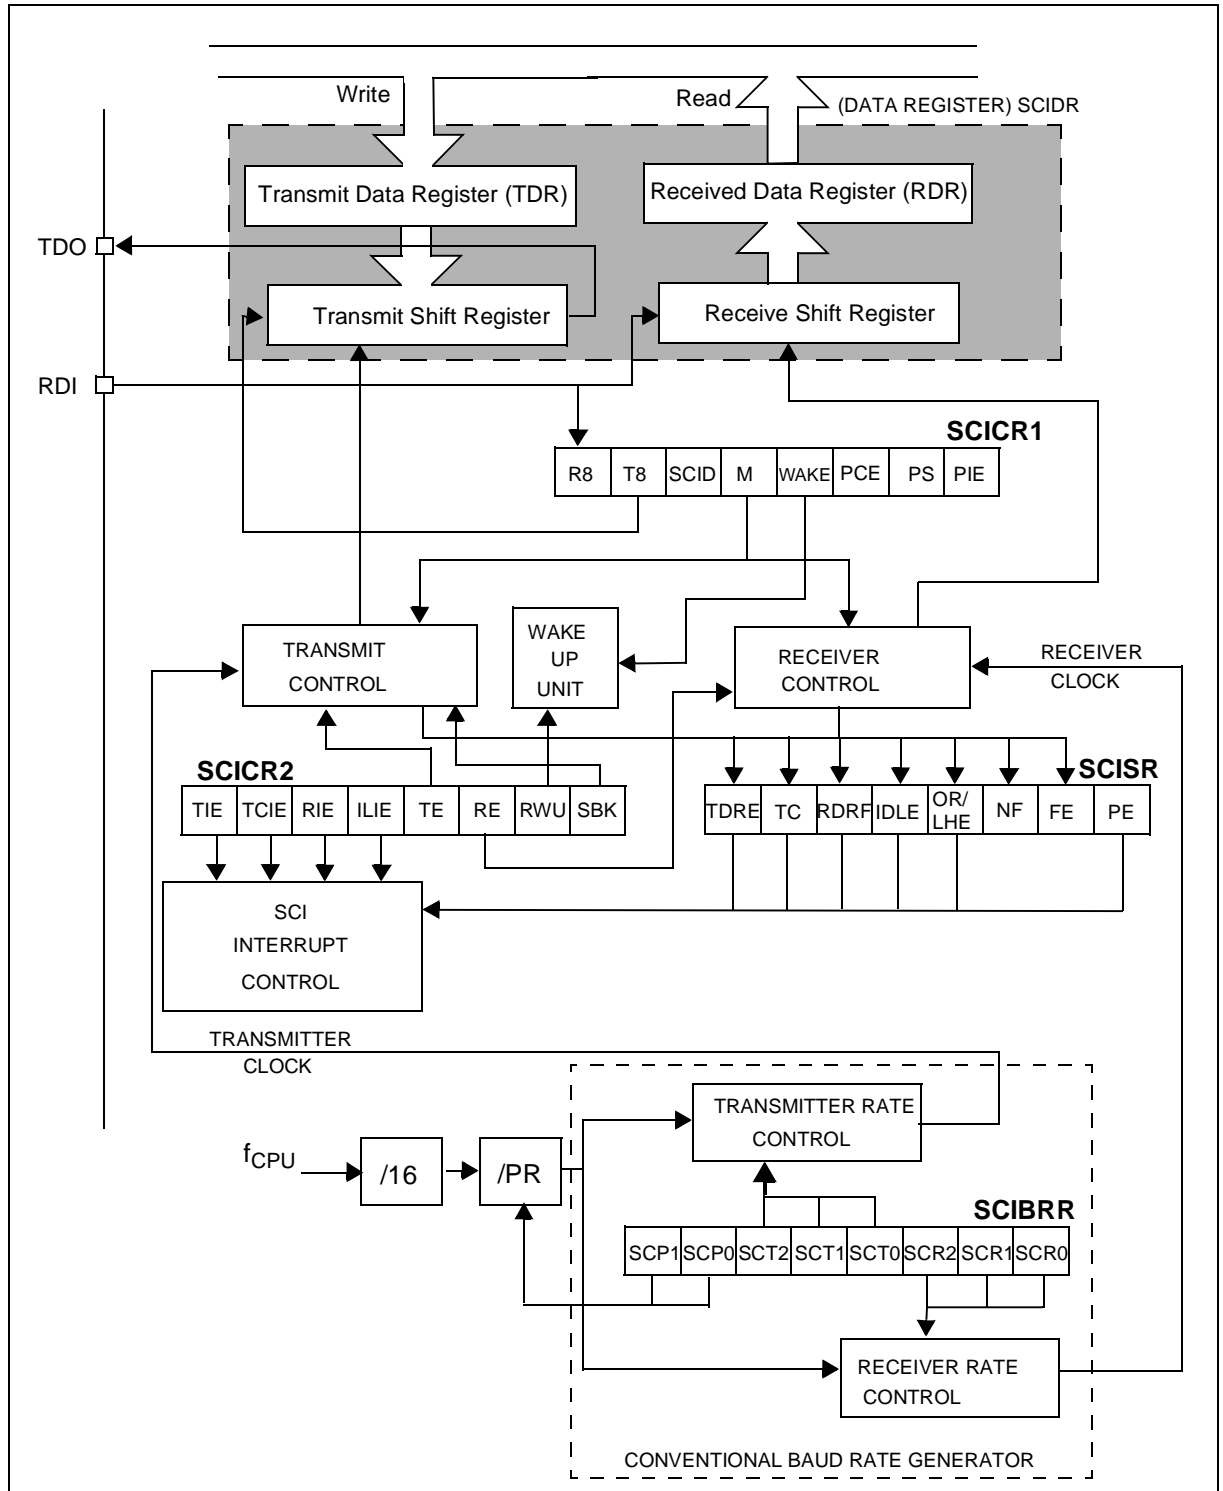 Write
Read
(DATA REGISTER) SCIDR
Transmit Data Register (TDR)
Received Data Register (RDR)
TDO
Transmit Shift Register
Receive Shift Register
RDI
SCICR1
R8 T8 SCID M WAKE PCE PS PIE
TRANSMIT
CONTROL
WAKE
UP
UNIT
RECEIVER
CONTROL
RECEIVER
CLOCK
SCICR2
TIE TCIE RIE ILIE TE RE RWU SBK
SCISR
TDRE TC RDRF IDLE OR/
LHE NF FE PE
SCI
INTERRUPT
CONTROL
TRANSMITTER
CLOCK
TRANSMITTER RATE
CONTROL
fCPU
/16
/PR
SCIBRR
SCP1 SCP0 SCT2 SCT1 SCT0 SCR2 SCR1 SCR0
RECEIVER RATE
CONTROL
CONVENTIONAL BAUD RATE GENERATOR